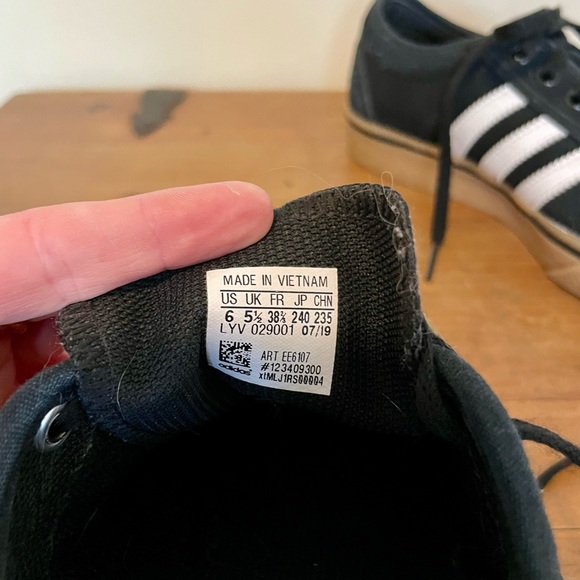 MADE IN VIETNAM
US UK FR JP CHN
6 5½ 38⅔ 240 235
LYV 029001 07/19
ART EE6107
#123409300
adidas xtMLJ1RS00004